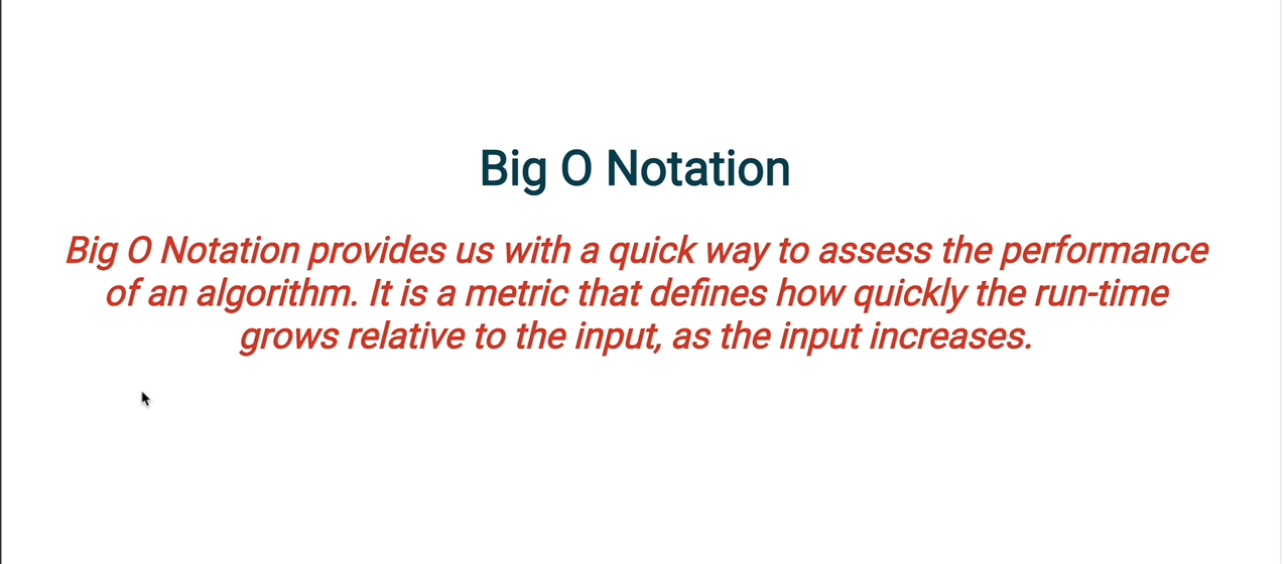 Big O Notation
Big O Notation provides us with a quick way to assess the performance
of an algorithm. It is a metric that defines how quickly the run-time
grows relative to the input, as the input increases.